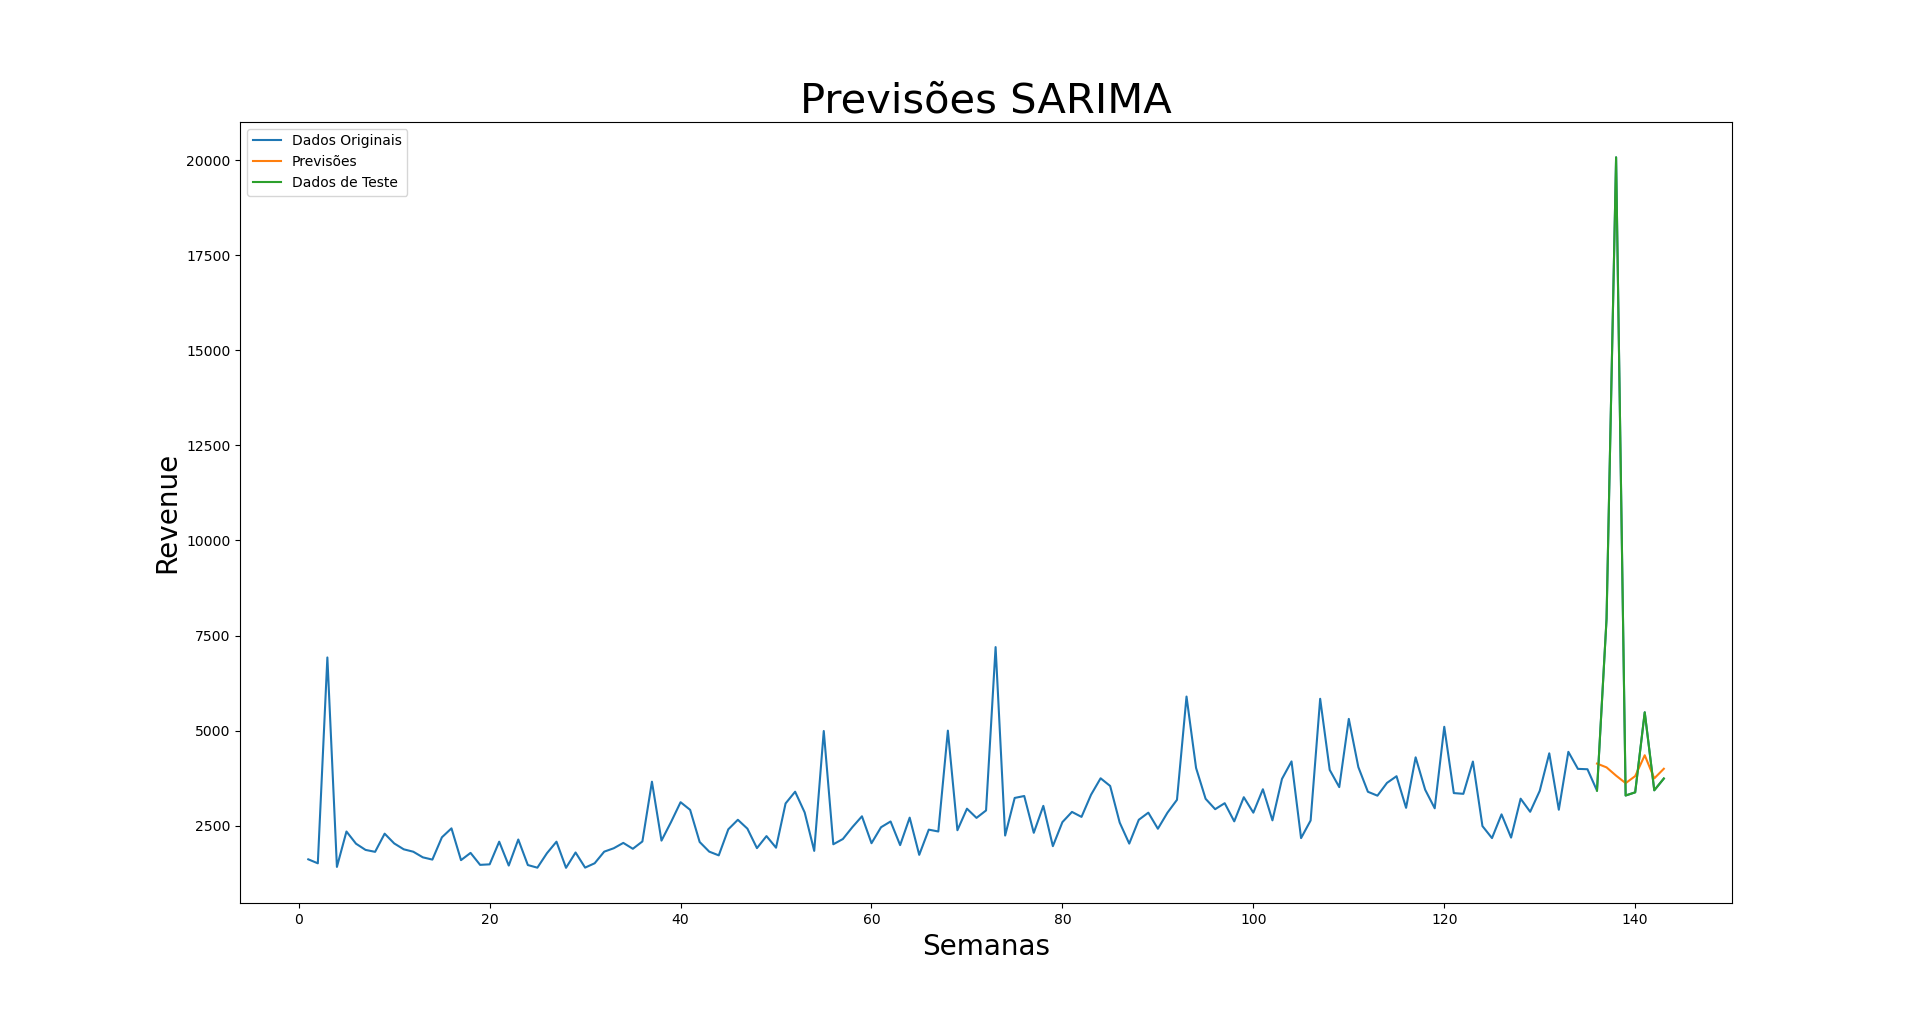 Previsões SARIMA
Dados Originais
Previsões
Dados de Teste
20000
17500
15000
12500
10000
7500
5000
2500
Revenue
0 20 40 60 80 100 120 140
Semanas